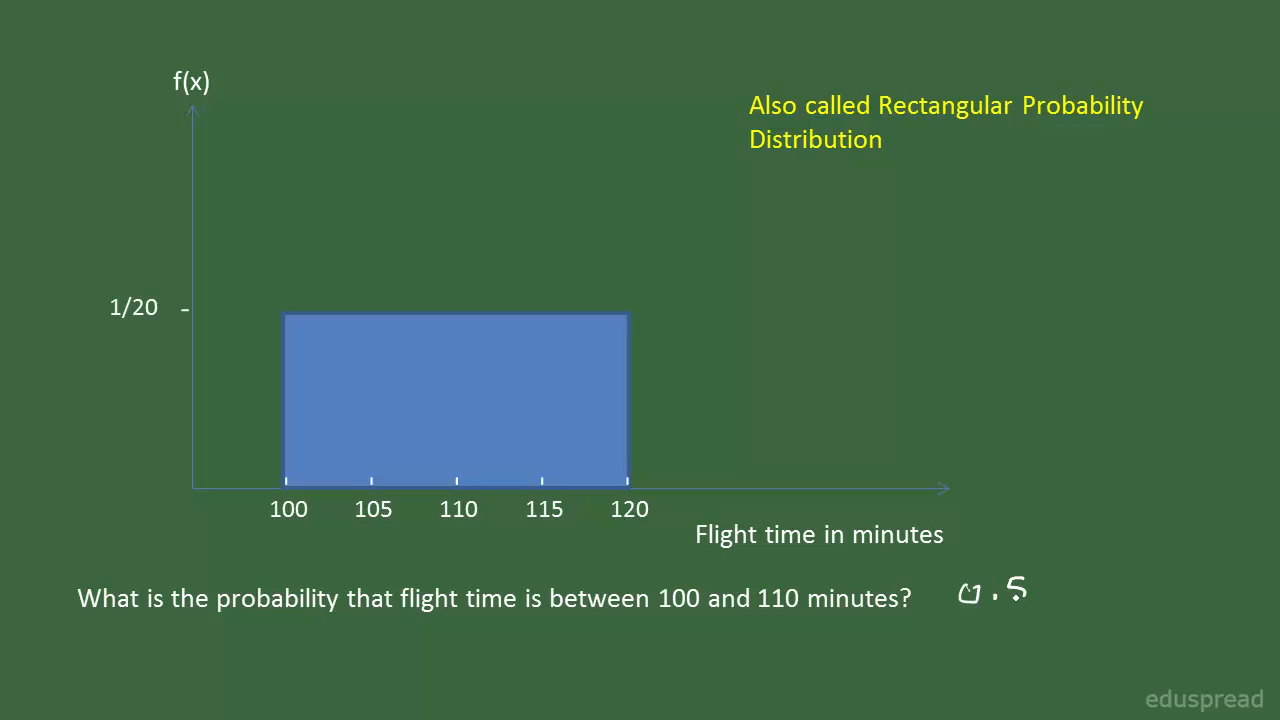 f(x)
Also called Rectangular Probability
Distribution
1/20
100 105 110 115 120
Flight time in minutes
What is the probability that flight time is between 100 and 110 minutes? 0.5
eduspread